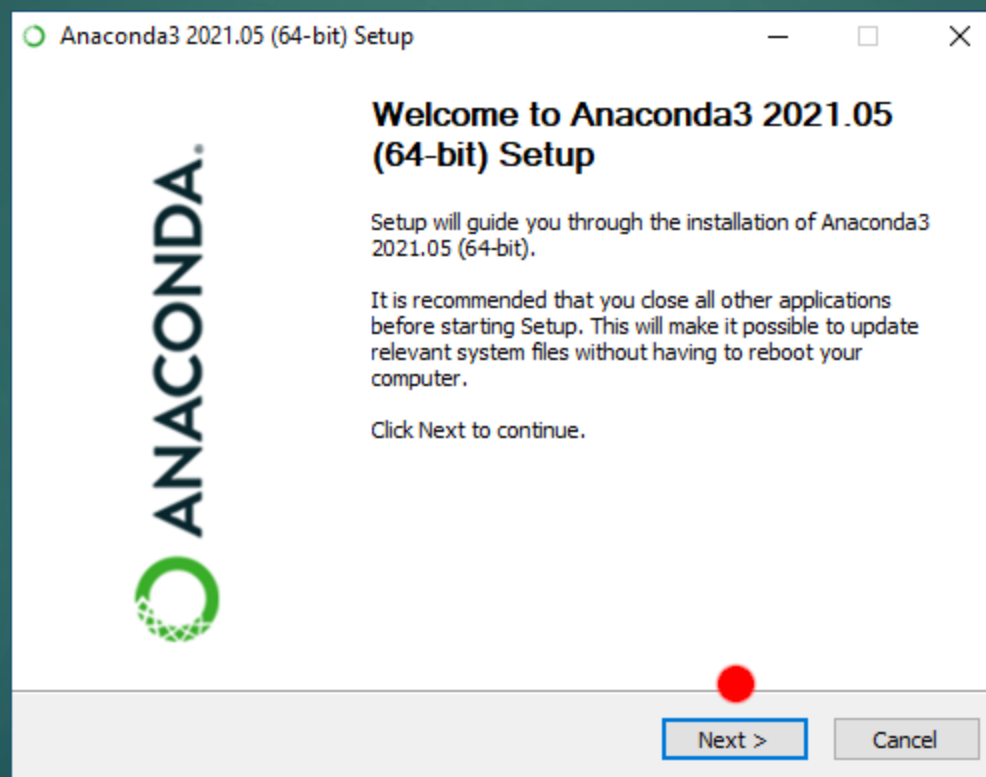 Anaconda3 2021.05 (64-bit) Setup
Welcome to Anaconda3 2021.05
(64-bit) Setup
ANACONDA.
Setup will guide you through the installation of Anaconda3
2021.05 (64-bit).
It is recommended that you close all other applications
before starting Setup. This will make it possible to update
relevant system files without having to reboot your
computer.
Click Next to continue.
Next >
Cancel